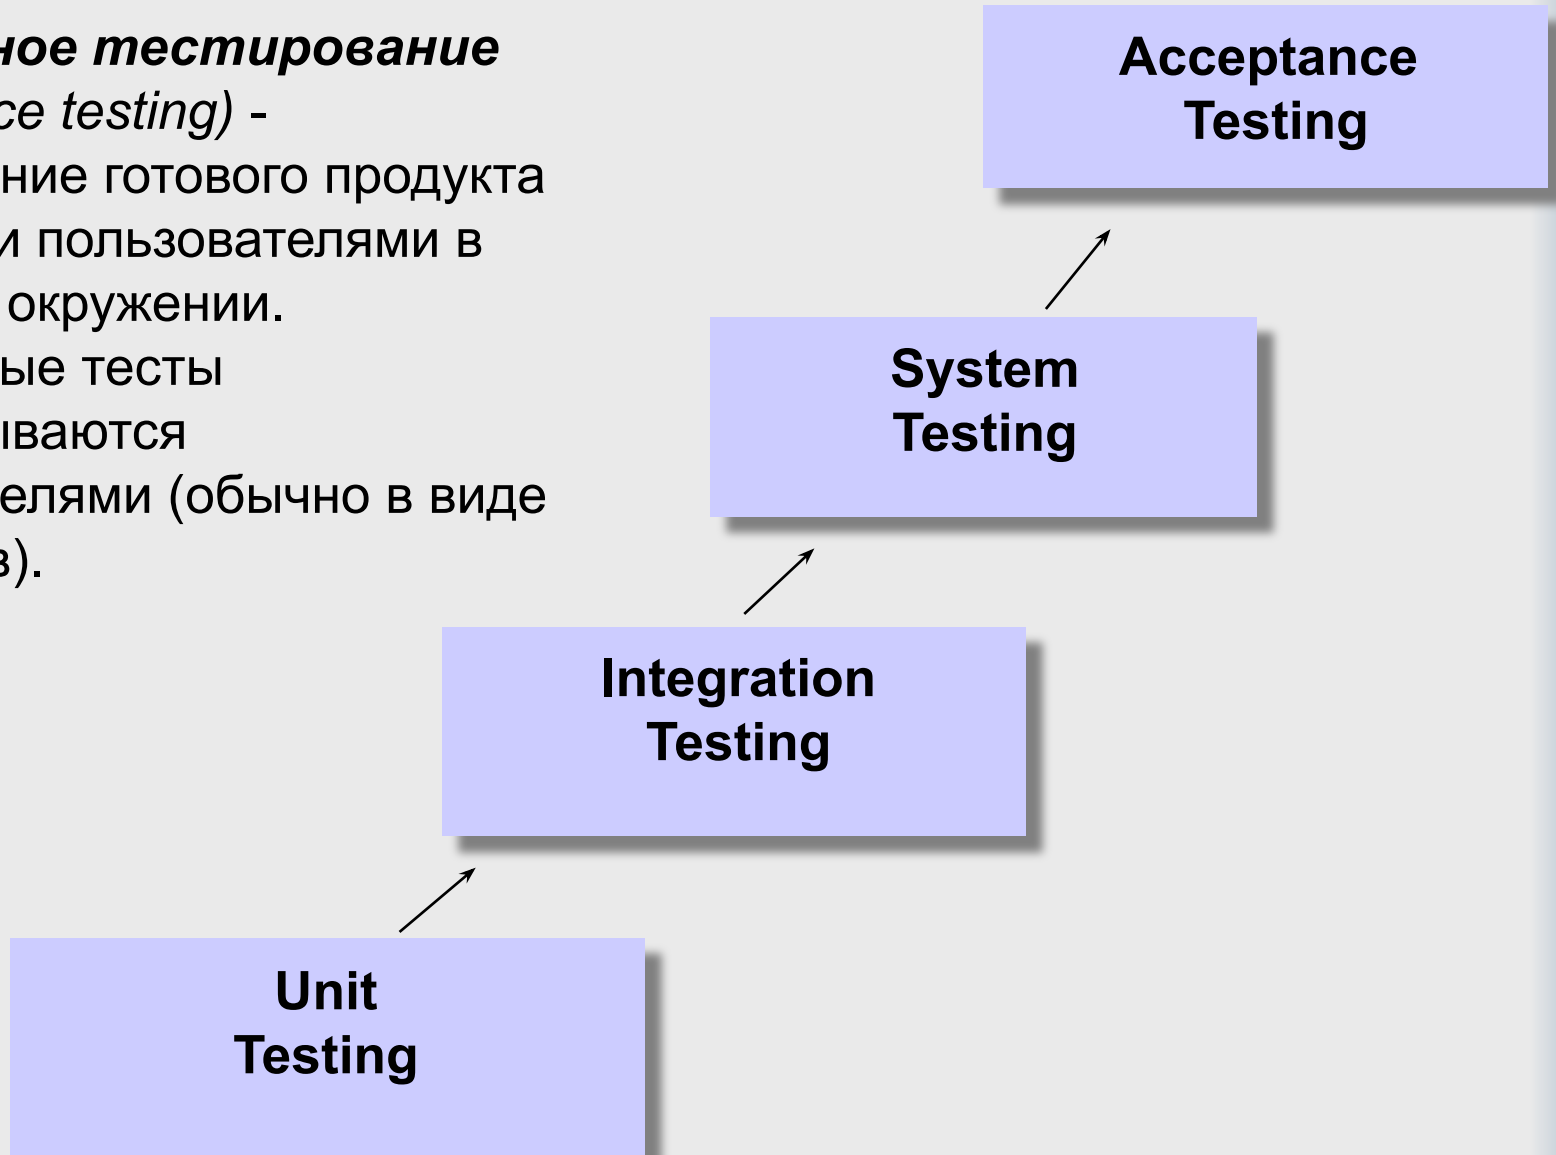 ное тестирование
ce testing) -
ние готового продукта
и пользователями в
окружении.
ые тесты
ываются
елями (обычно в виде
в).
Acceptance
Testing
System
Testing
Integration
Testing
Unit
Testing